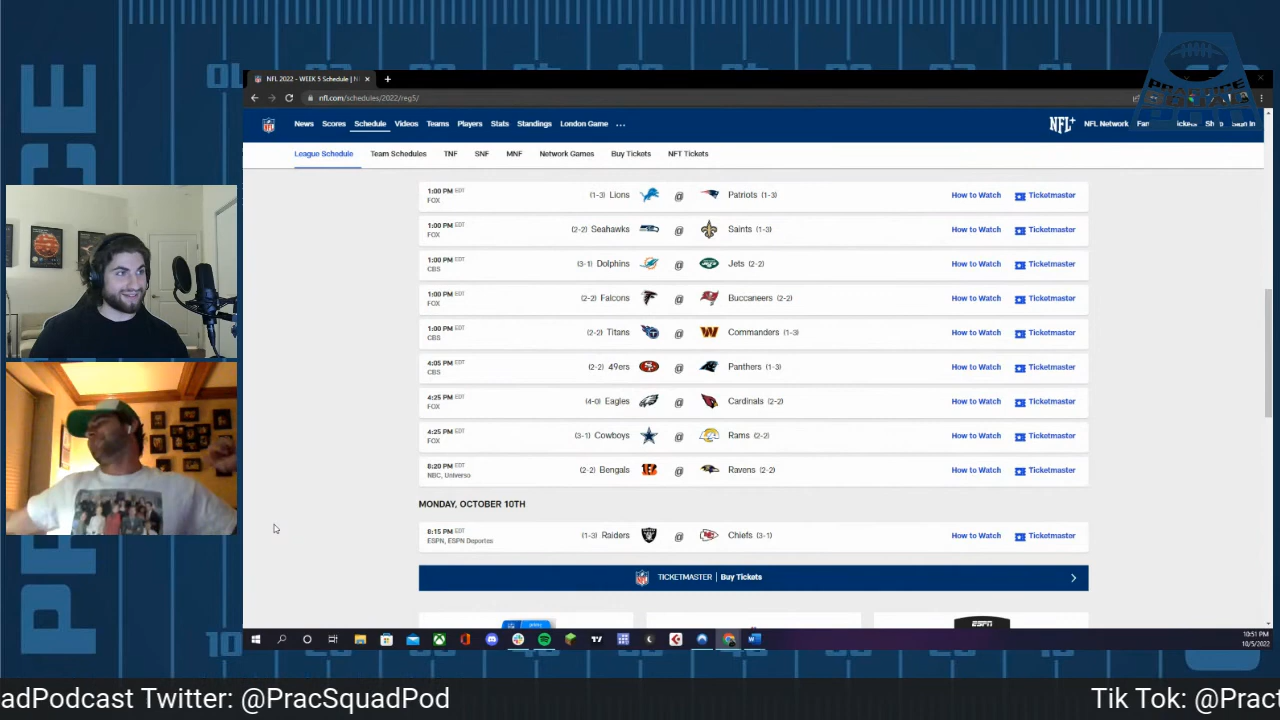 NFL 2022 - WEEK 5 Schedule | N
nfl.com/schedules/2022/reg5/
News Scores Schedule Videos Teams Players Stats Standings London Game ...
NFL+ NFL Network Fan Tickets Shop Sign In
League Schedule Team Schedules TNF SNF MNF Network Games Buy Tickets NFT Tickets
1:00 PM EDT FOX (1-3) Lions @ Patriots (1-3) How to Watch Ticketmaster
1:00 PM EDT FOX (2-2) Seahawks @ Saints (1-3) How to Watch Ticketmaster
1:00 PM EDT CBS (3-1) Dolphins @ Jets (2-2) How to Watch Ticketmaster
1:00 PM EDT FOX (2-2) Falcons @ Buccaneers (2-2) How to Watch Ticketmaster
1:00 PM EDT CBS (2-2) Titans @ Commanders (1-3) How to Watch Ticketmaster
4:05 PM EDT CBS (2-2) 49ers @ Panthers (1-3) How to Watch Ticketmaster
4:25 PM EDT FOX (4-0) Eagles @ Cardinals (2-2) How to Watch Ticketmaster
4:25 PM EDT FOX (3-1) Cowboys @ Rams (2-2) How to Watch Ticketmaster
8:20 PM EDT NBC, Universo (2-2) Bengals @ Ravens (2-2) How to Watch Ticketmaster
MONDAY, OCTOBER 10TH
8:15 PM EDT ESPN, ESPN Deportes (1-3) Raiders @ Chiefs (3-1) How to Watch Ticketmaster
TICKETMASTER | Buy Tickets
10:51 PM
10/5/2022
adPodcast Twitter: @PracSquadPod
Tik Tok: @Pract